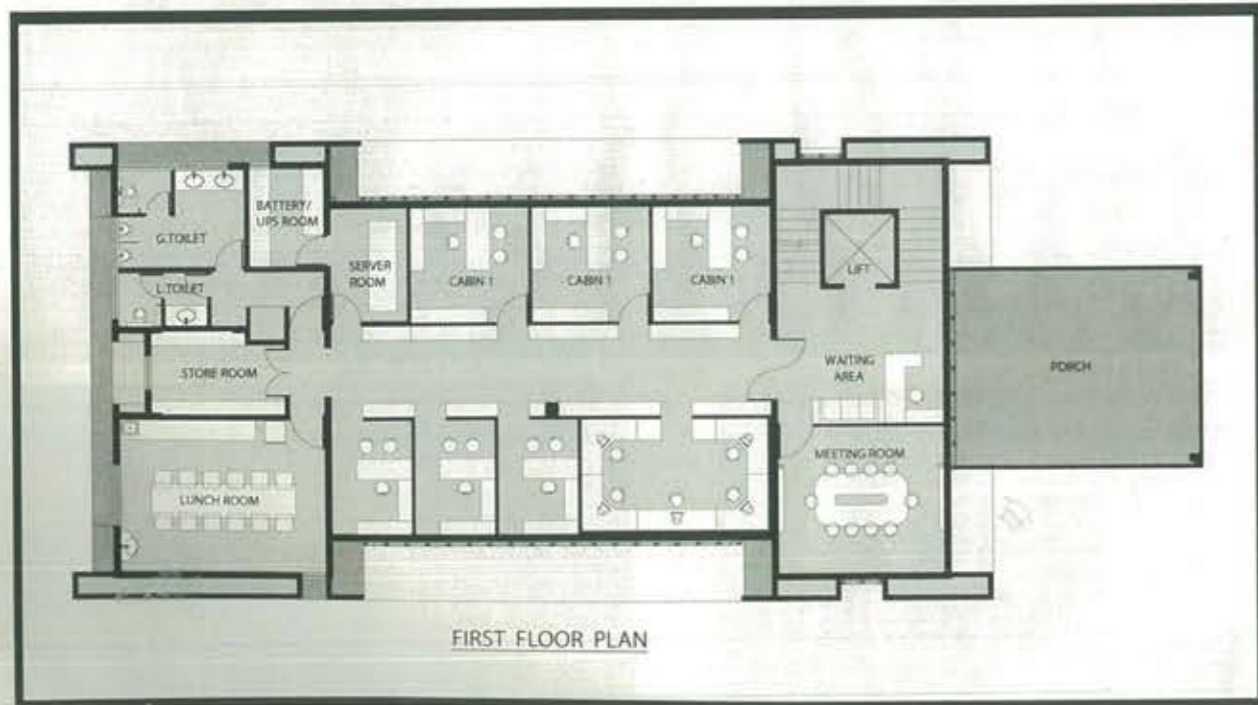 BATTERY/
UPS ROOM
G.TOILET
SERVER
ROOM
CABIN 1
CABIN 1
CABIN 1
LIFT
L.TOILET
STORE ROOM
WAITING
AREA
PORCH
MEETING ROOM
LUNCH ROOM
FIRST FLOOR PLAN